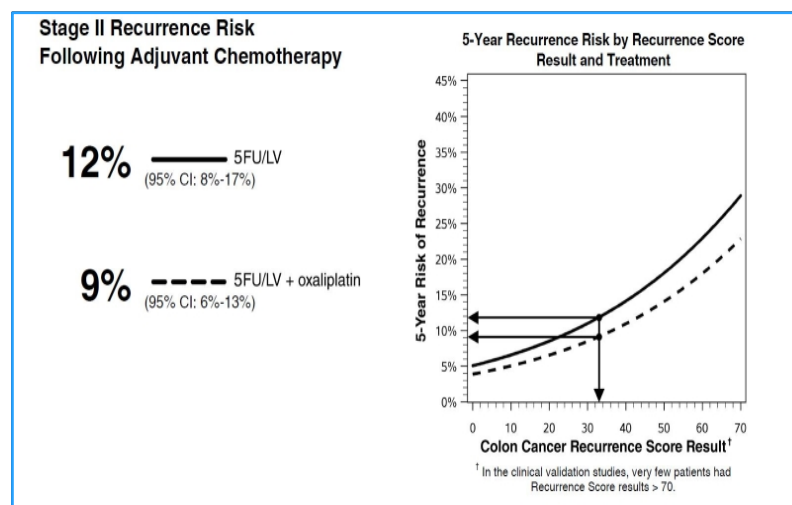 Stage II Recurrence Risk
Following Adjuvant Chemotherapy
12%
5FU/LV
(95% CI: 8%-17%)
9%
5FU/LV + oxaliplatin
(95% CI: 6%-13%)
5-Year Recurrence Risk by Recurrence Score
Result and Treatment
5-Year Risk of Recurrence
45%
40%
35%
30%
25%
20%
15%
10%
5%
0%
0 10 20 30 40 50 60 70
Colon Cancer Recurrence Score Result†
† In the clinical validation studies, very few patients had
Recurrence Score results > 70.